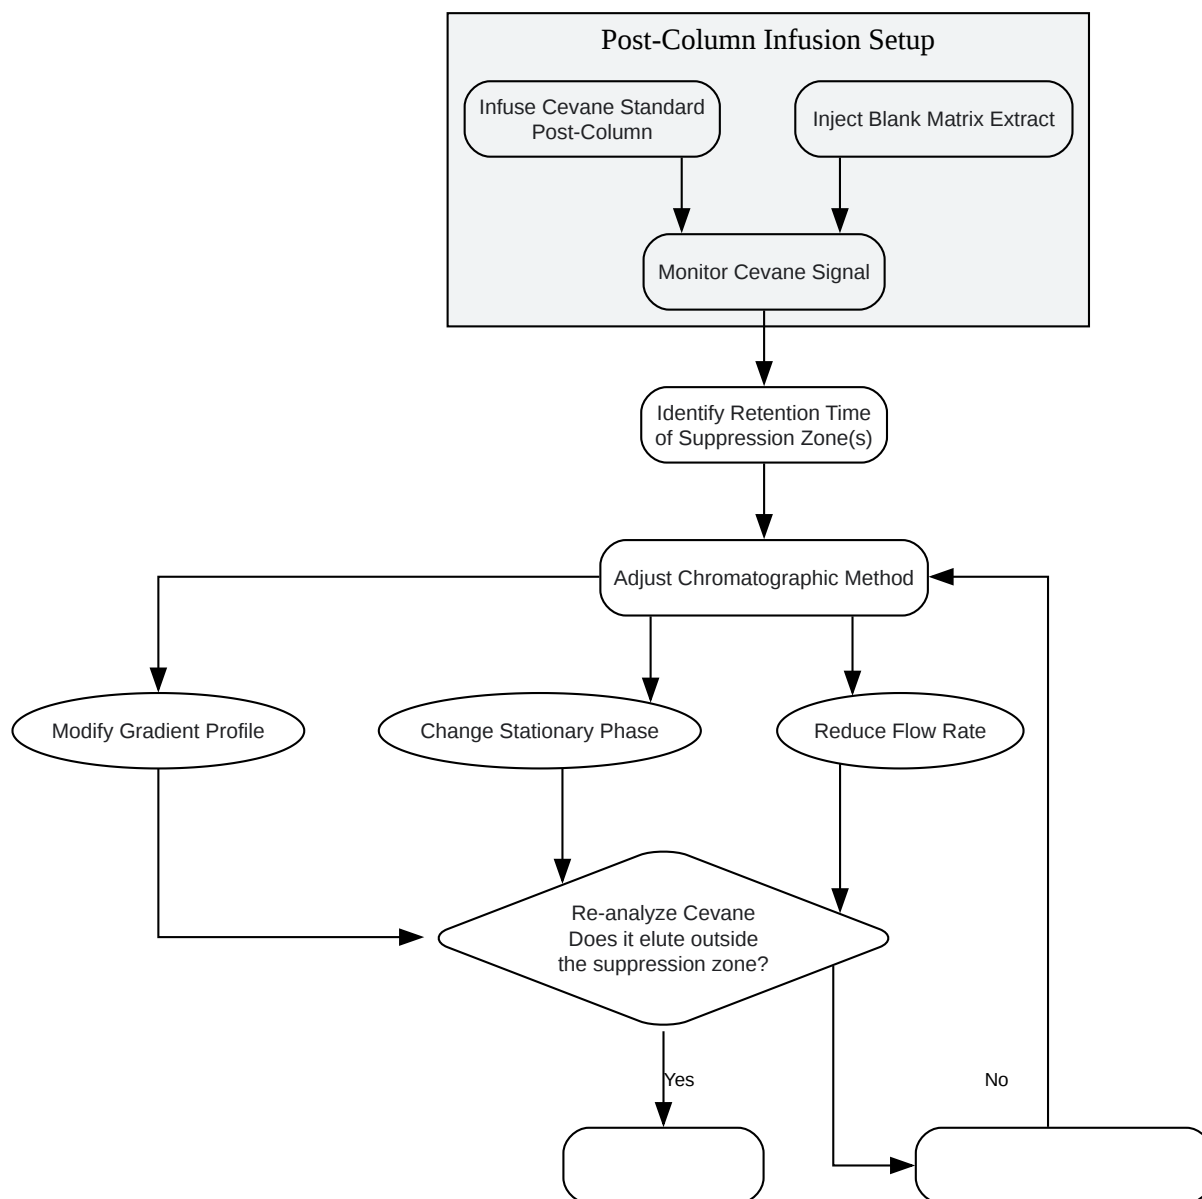 Post-Column Infusion Setup
Infuse Cevane Standard
Post-Column
Inject Blank Matrix Extract
Monitor Cevane Signal
Identify Retention Time
of Suppression Zone(s)
Adjust Chromatographic Method
Modify Gradient Profile
Change Stationary Phase
Reduce Flow Rate
Re-analyze Cevane
Does it elute outside
the suppression zone?
Yes
No